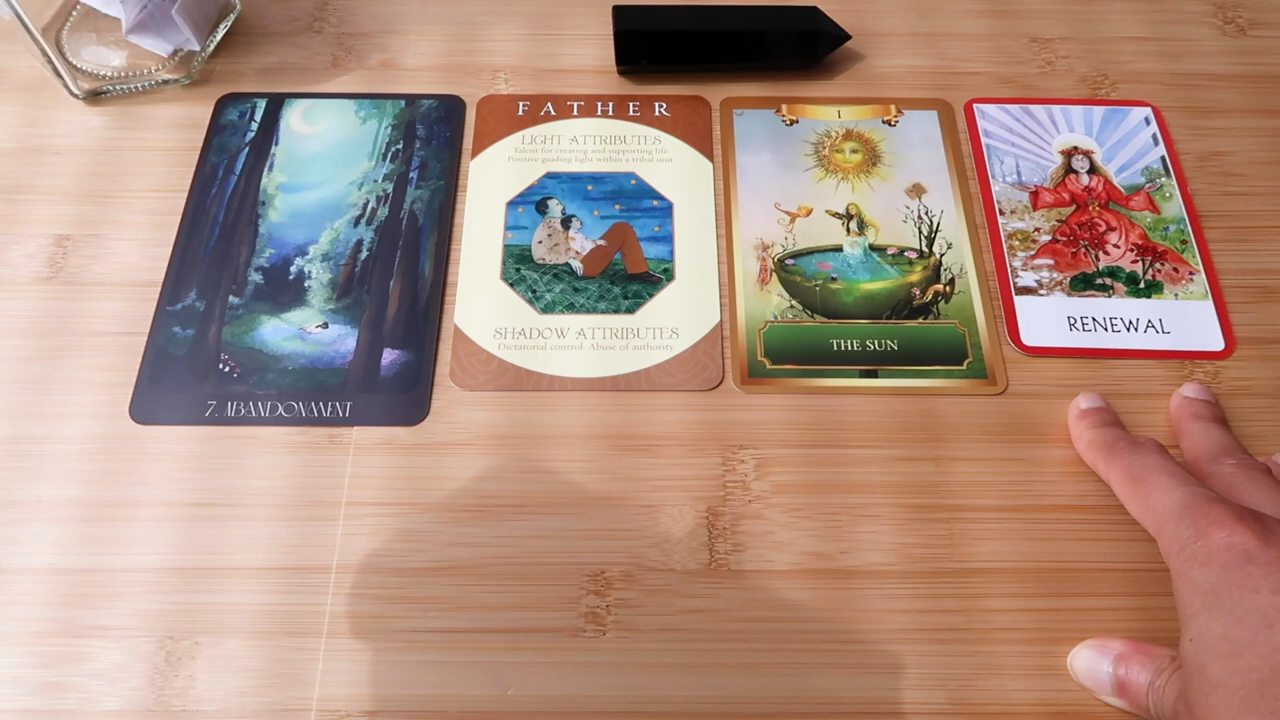 7. ABANDONMENT
FATHER
LIGHT ATTRIBUTES
Talent for creating and supporting life.
Positive guiding light within a tribal unit.
SHADOW ATTRIBUTES
Dictatorial control. Abuse of authority.
I
THE SUN
RENEWAL